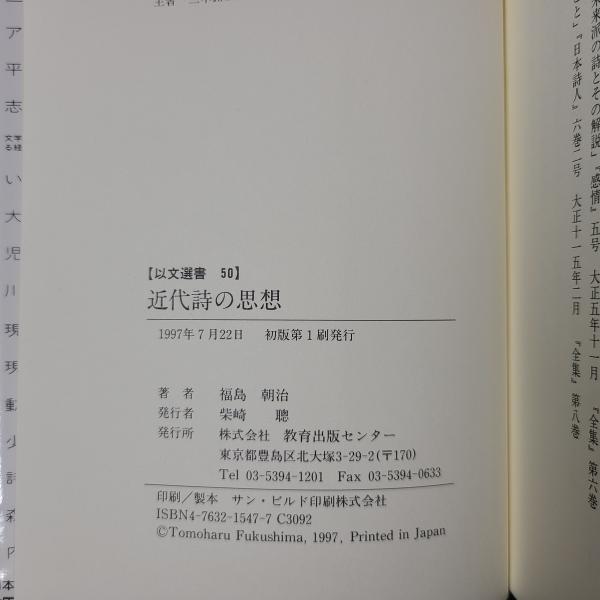 【以文選書　50】
近代詩の思想
1997年7月22日　初版第1刷発行
著　者　福島　朝治
発行者　柴崎　聰
発行所　株式会社　教育出版センター
東京都豊島区北大塚3-29-2(〒170)
Tel 03-5394-1201　Fax 03-5394-0633
印刷／製本　サン・ビルド印刷株式会社
ISBN4-7632-1547-7 C3092
©Tomoharu Fukushima, 1997, Printed in Japan
来派の詩とその解説」『感情』五号　大正五年十一月　『全集』第六巻
こと」『日本詩人』六巻二号　大正十五年二月　『全集』第八巻